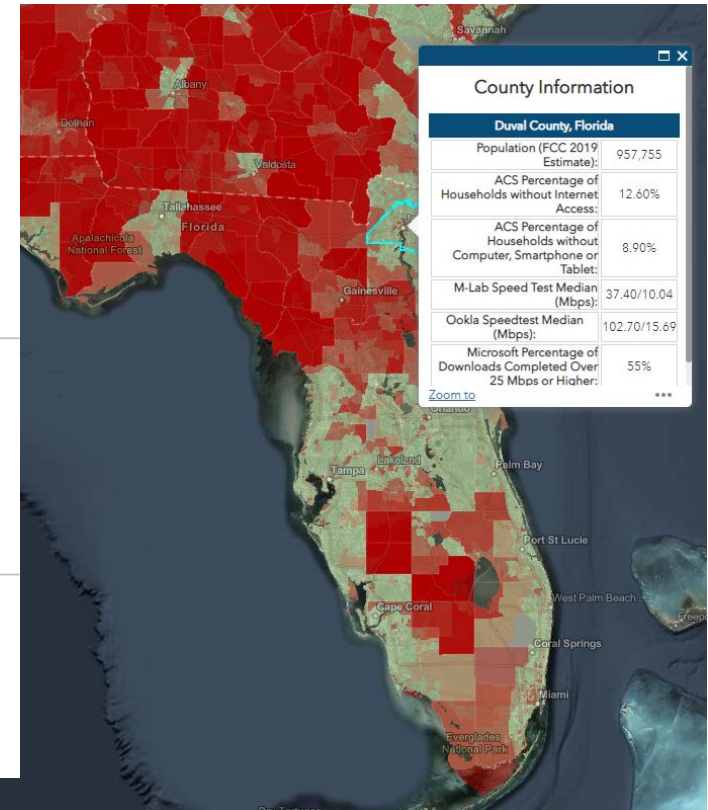 Savannah
Albany
Dothan
Valdosta
Tallahassee
Florida
Apalachicola
National Forest
Gainesville
County Information
Duval County, Florida
Population (FCC 2019
Estimate):
957,755
ACS Percentage of
Households without Internet
Access:
12.60%
ACS Percentage of
Households without
Computer, Smartphone or
Tablet:
8.90%
M-Lab Speed Test Median
(Mbps):
37.40/10.04
Ookla Speedtest Median
(Mbps):
102.70/15.69
Microsoft Percentage of
Downloads Completed Over
25 Mbps or Higher:
55%
Zoom to
Orlando
Lakeland
Tampa
Palm Bay
Port St Lucie
Cape Coral
West Palm Beach
Coral Springs
Miami
Everglades
National Park